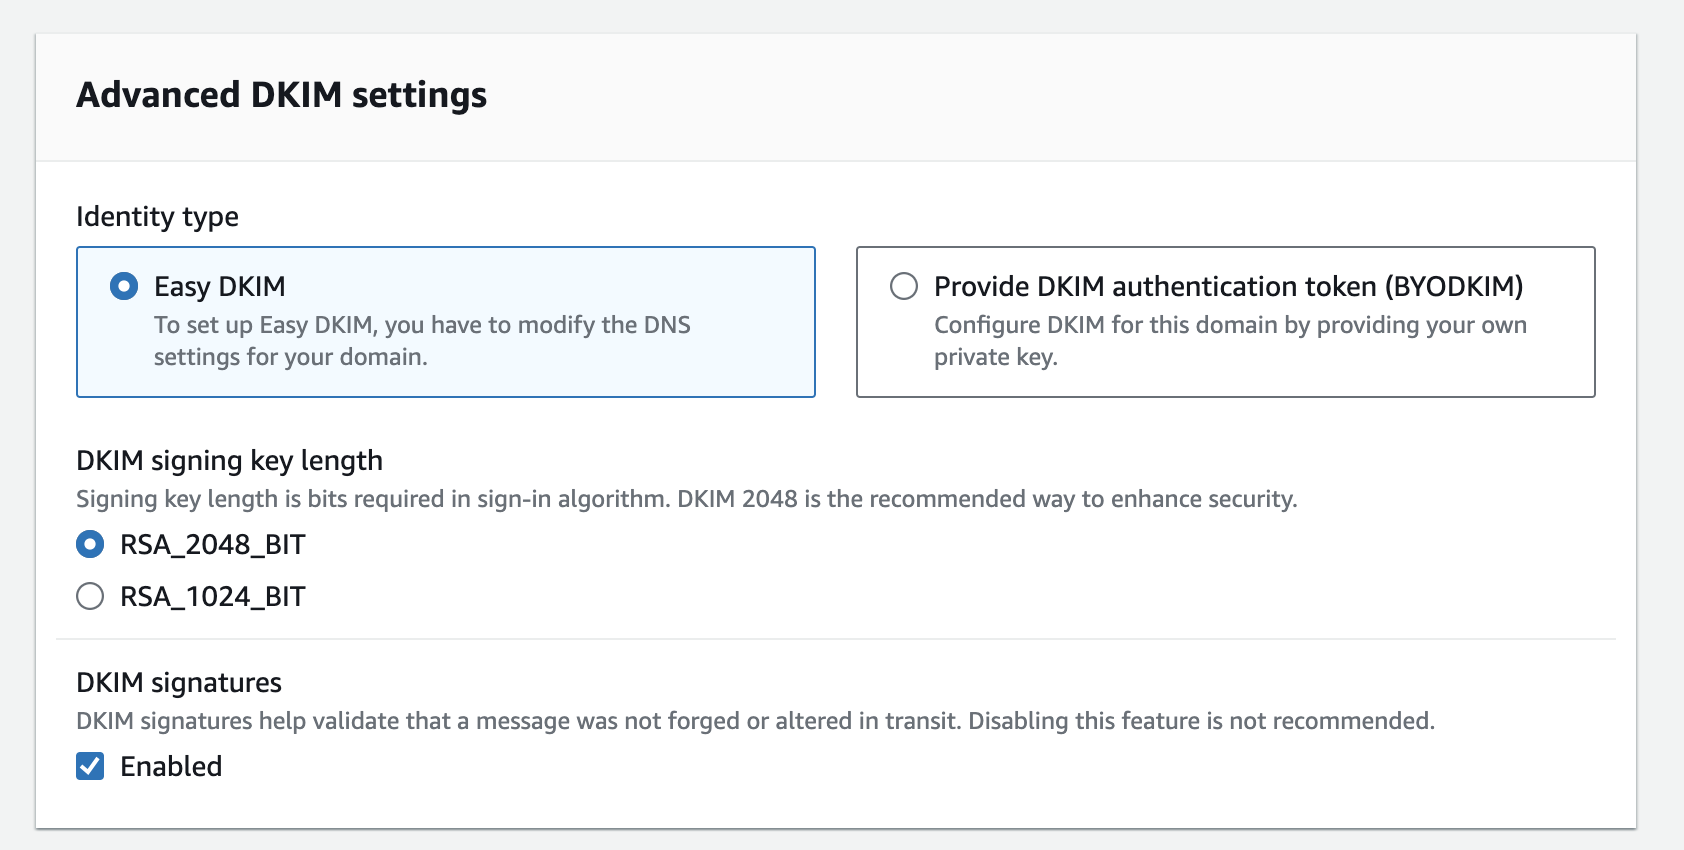 Advanced DKIM settings
Identity type
Easy DKIM
To set up Easy DKIM, you have to modify the DNS
settings for your domain.
Provide DKIM authentication token (BYODKIM)
Configure DKIM for this domain by providing your own
private key.
DKIM signing key length
Signing key length is bits required in sign-in algorithm. DKIM 2048 is the recommended way to enhance security.
RSA_2048_BIT
RSA_1024_BIT
DKIM signatures
DKIM signatures help validate that a message was not forged or altered in transit. Disabling this feature is not recommended.
Enabled